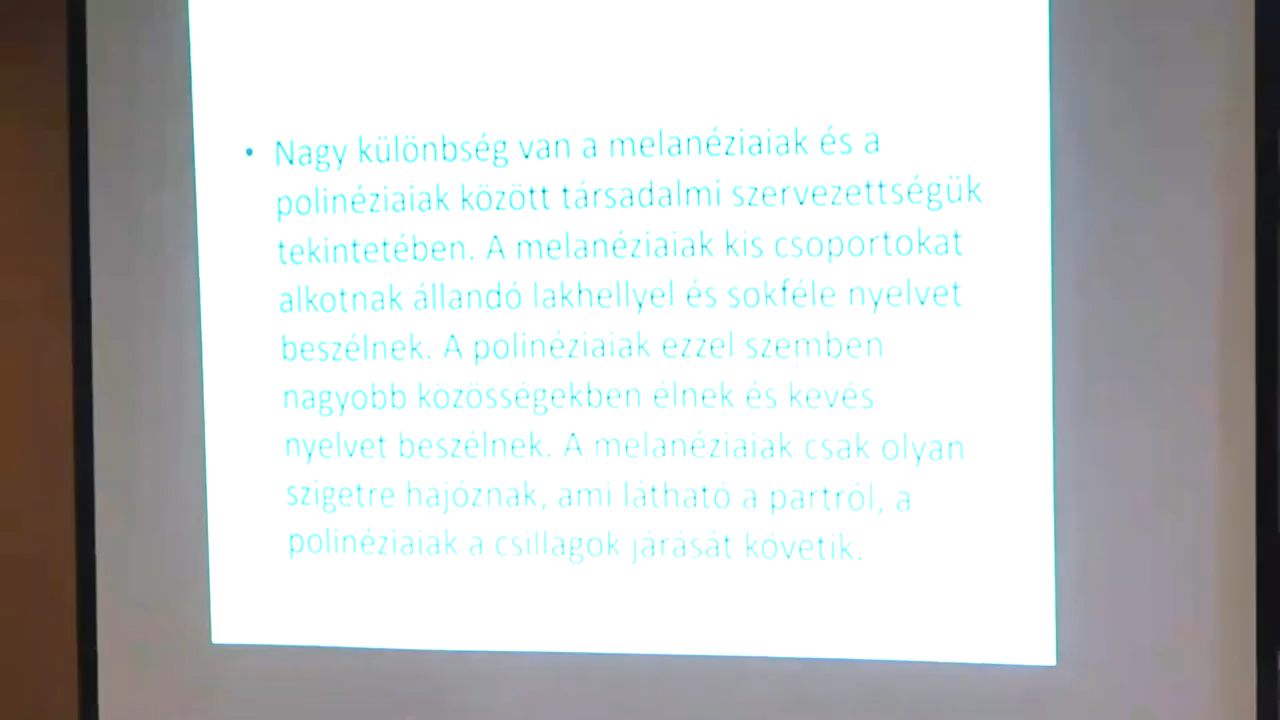 • Nagy különbség van a melanéziaiak és a
polinéziaiak között társadalmi szervezettségük
tekintetében. A melanéziaiak kis csoportokat
alkotnak állandó lakhellyel és sokféle nyelvet
beszélnek. A polinéziaiak ezzel szemben
nagyobb közösségekben élnek és kevés
nyelvet beszélnek. A melanéziaiak csak olyan
szigetre hajóznak, ami látható a partról, a
polinéziaiak a csillagok járását követik.